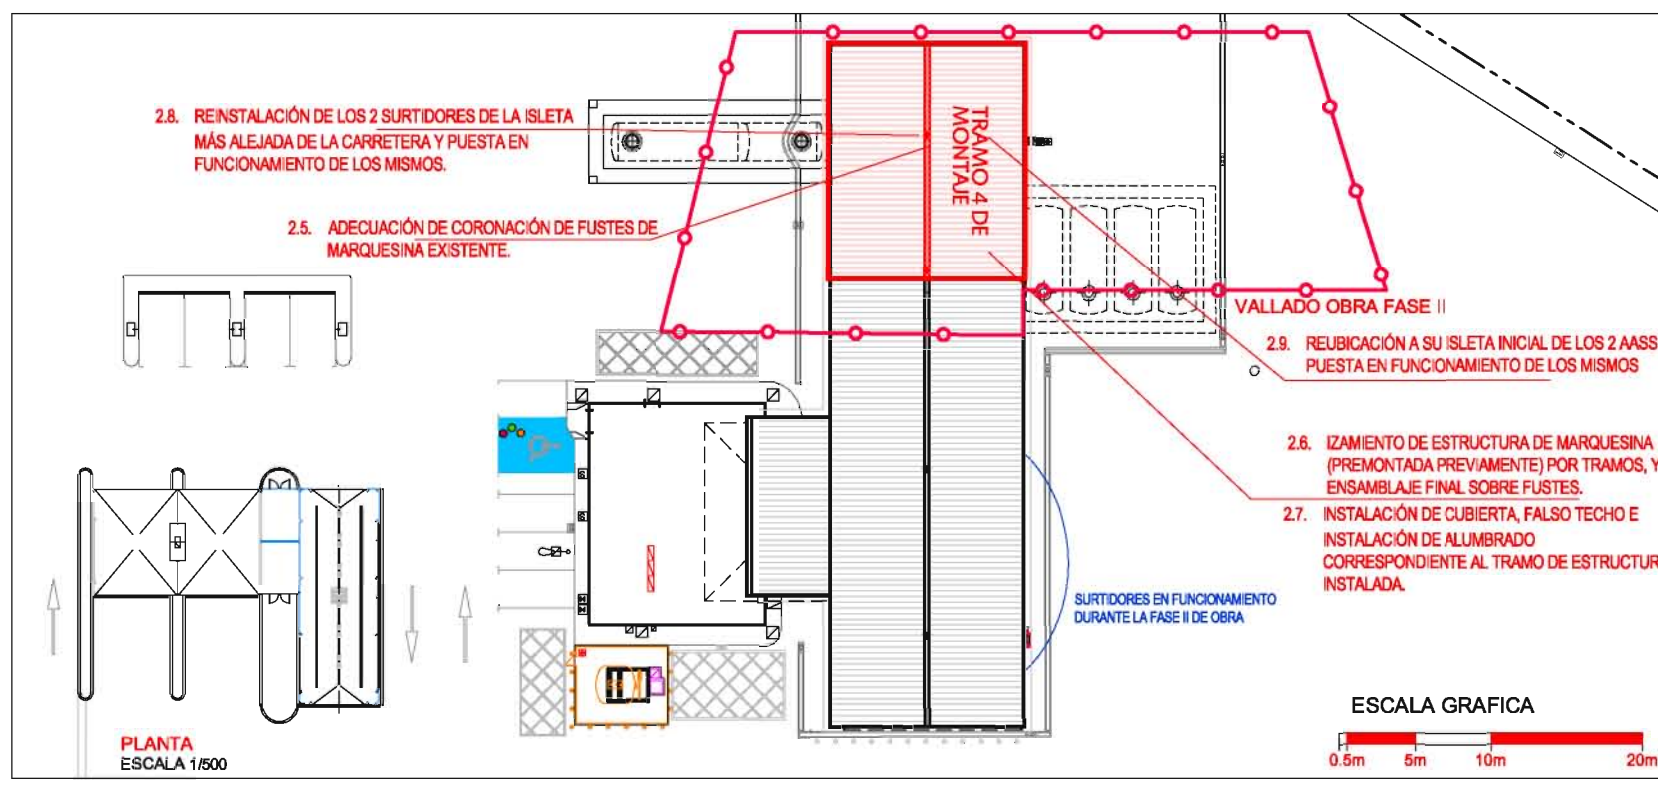 2.8. REINSTALACIÓN DE LOS 2 SURTIDORES DE LA ISLETA
MÁS ALEJADA DE LA CARRETERA Y PUESTA EN
FUNCIONAMIENTO DE LOS MISMOS.
2.5. ADECUACIÓN DE CORONACIÓN DE FUSTES DE
MARQUESINA EXISTENTE.
TRAMO 4 DE
MONTAJE
VALLADO OBRA FASE II
2.9. REUBICACIÓN A SU ISLETA INICIAL DE LOS 2 AASS
PUESTA EN FUNCIONAMIENTO DE LOS MISMOS
2.6. IZAMIENTO DE ESTRUCTURA DE MARQUESINA
(PREMONTADA PREVIAMENTE) POR TRAMOS, Y
ENSAMBLAJE FINAL SOBRE FUSTES.
2.7. INSTALACIÓN DE CUBIERTA, FALSO TECHO E
INSTALACIÓN DE ALUMBRADO
CORRESPONDIENTE AL TRAMO DE ESTRUCTUR
INSTALADA.
SURTIDORES EN FUNCIONAMIENTO
DURANTE LA FASE II DE OBRA
PLANTA
ESCALA 1/500
ESCALA GRAFICA
0.5m 5m 10m 20m